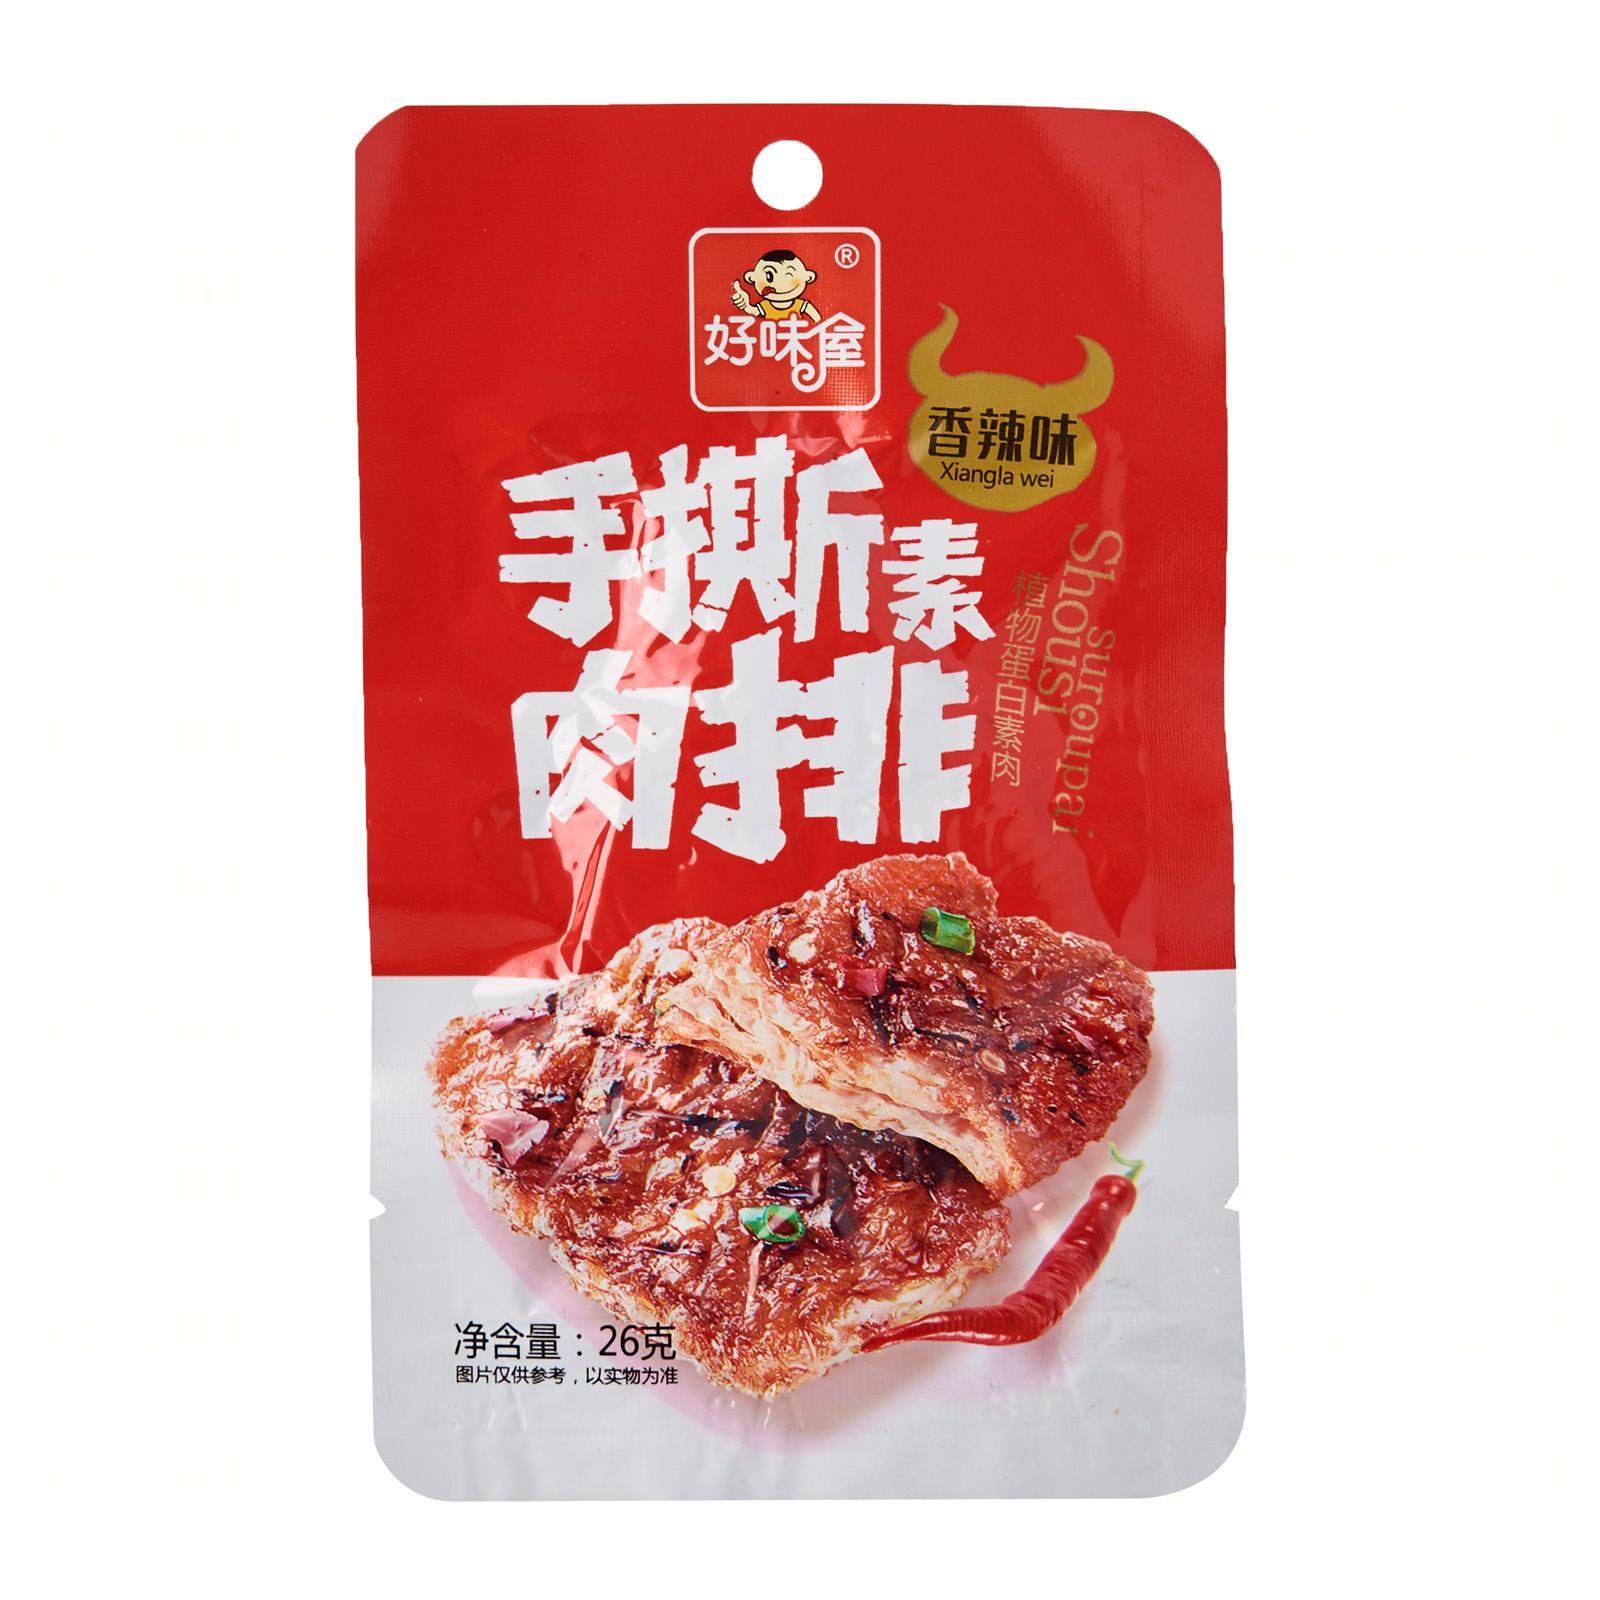 ®
好味屋
香辣味
Xiangla wei
手撕素
肉排
植物蛋白素肉
Shousi
suroupai
净含量：26克
图片仅供参考，以实物为准